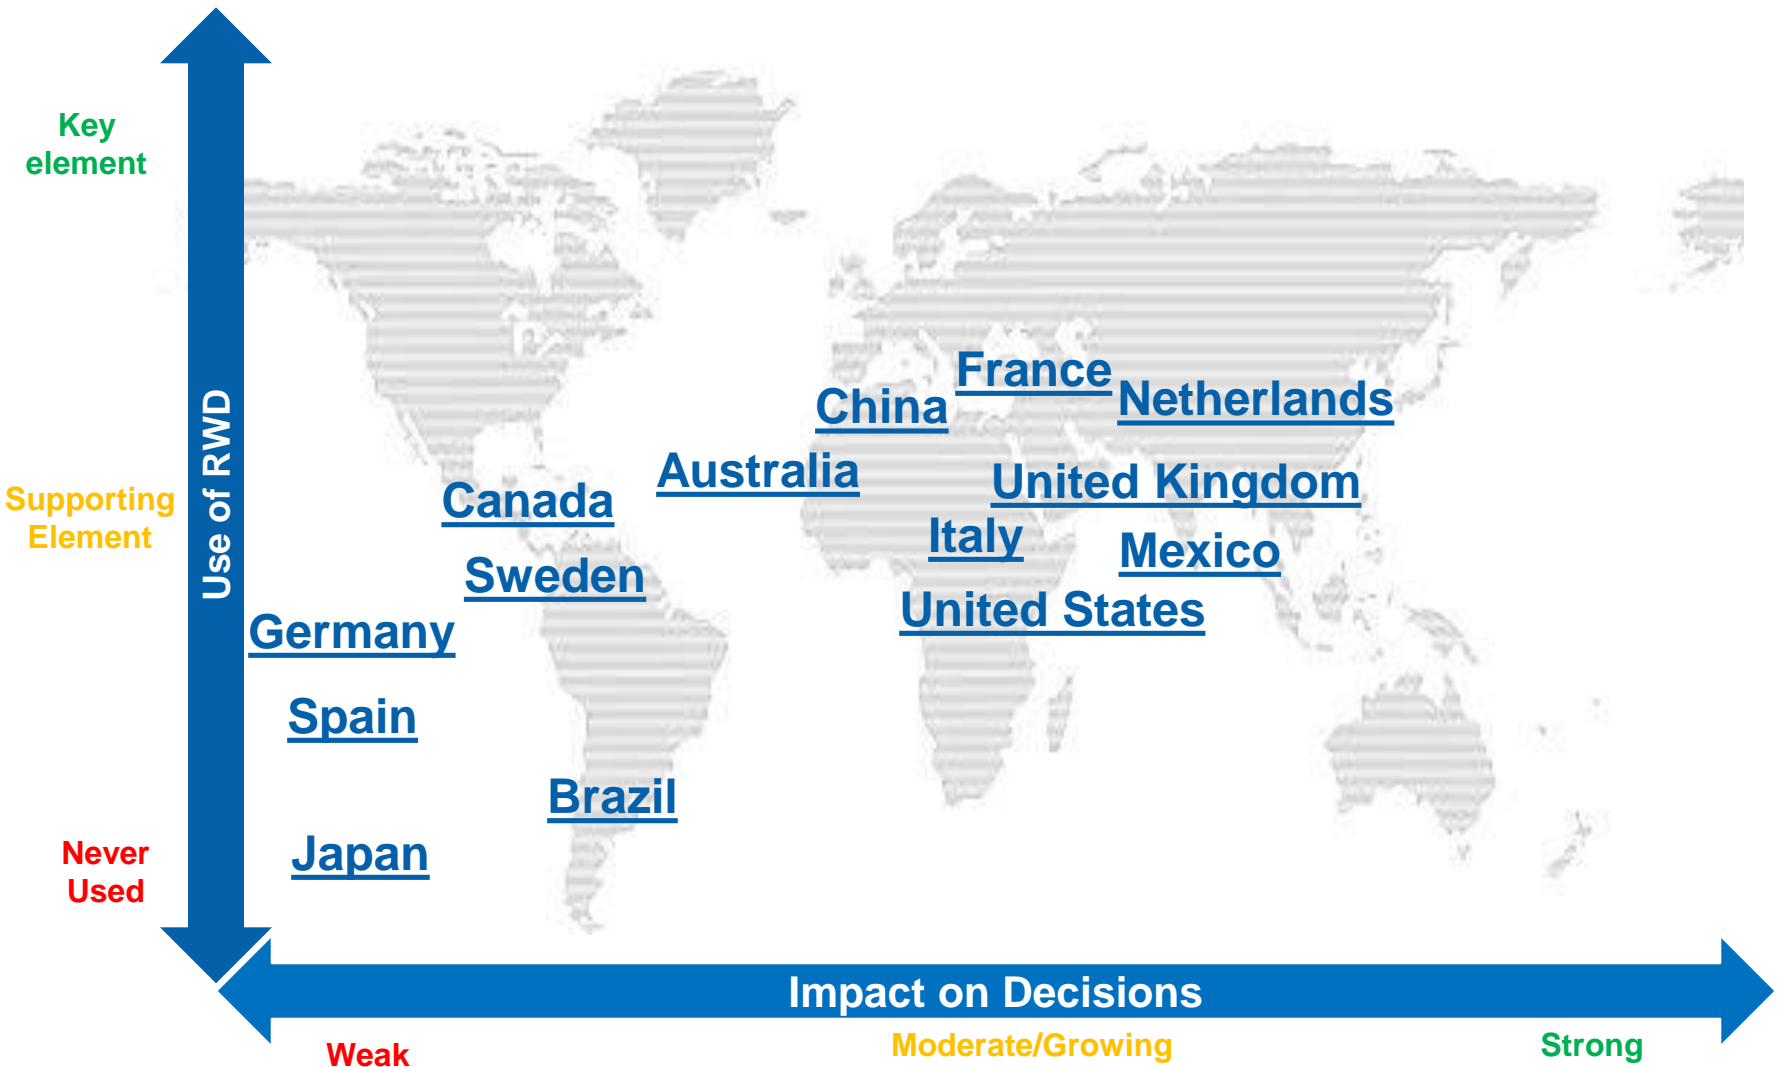 Key
element
Supporting
Element
Never
Used
Use of RWD
France
Netherlands
China
Australia
United Kingdom
Canada
Italy
Mexico
Sweden
United States
Germany
Spain
Brazil
Japan
Impact on Decisions
Weak
Moderate/Growing
Strong